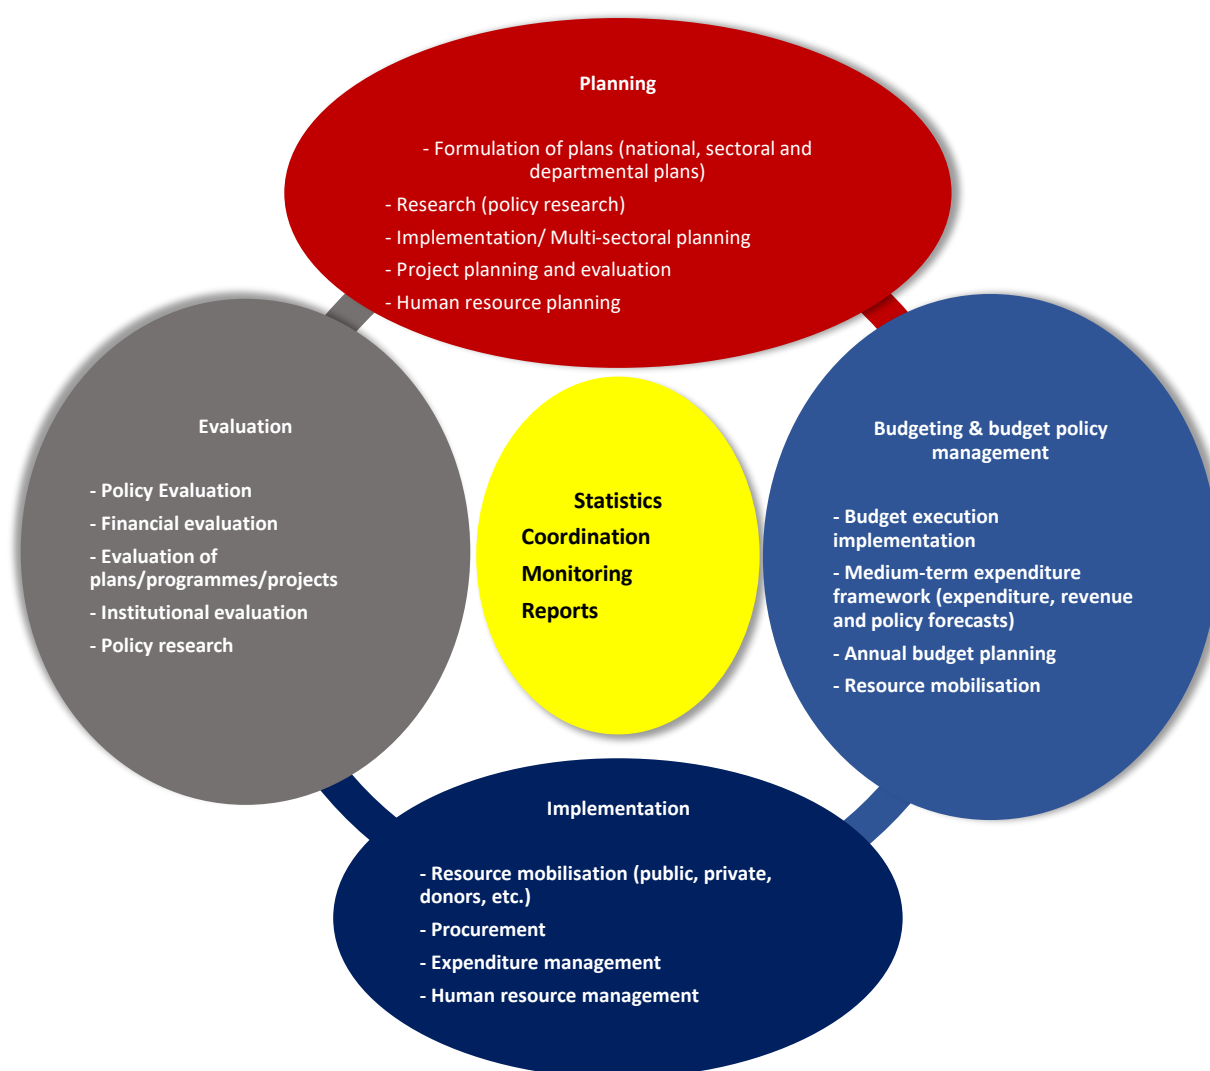 Planning
- Formulation of plans (national, sectoral and
departmental plans)
- Research (policy research)
- Implementation/ Multi-sectoral planning
- Project planning and evaluation
- Human resource planning
Evaluation
- Policy Evaluation
- Financial evaluation
- Evaluation of
plans/programmes/projects
- Institutional evaluation
- Policy research
Statistics
Coordination
Monitoring
Reports
Budgeting & budget policy
management
- Budget execution
implementation
- Medium-term expenditure
framework (expenditure, revenue
and policy forecasts)
- Annual budget planning
- Resource mobilisation
Implementation
- Resource mobilisation (public, private,
donors, etc.)
- Procurement
- Expenditure management
- Human resource management